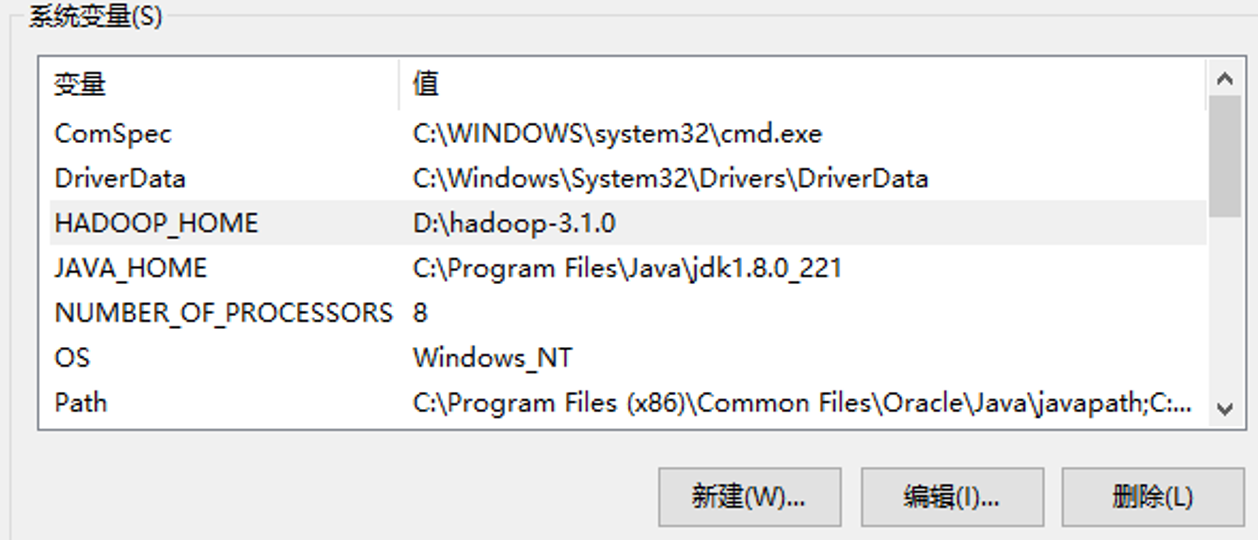 系统变量(S)
变量 值
ComSpec C:\WINDOWS\system32\cmd.exe
DriverData C:\Windows\System32\Drivers\DriverData
HADOOP_HOME D:\hadoop-3.1.0
JAVA_HOME C:\Program Files\Java\jdk1.8.0_221
NUMBER_OF_PROCESSORS 8
OS Windows_NT
Path C:\Program Files (x86)\Common Files\Oracle\Java\javapath;C:...
新建(W)... 编辑(I)... 删除(L)